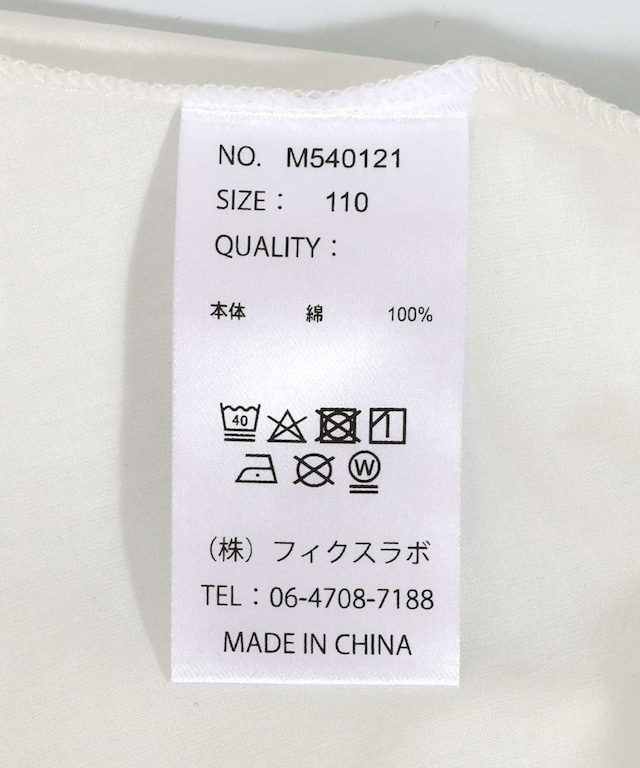 NO. M540121
SIZE： 110
QUALITY：
本体 綿 100%
40
W
（株）フィクスラボ
TEL：06-4708-7188
MADE IN CHINA